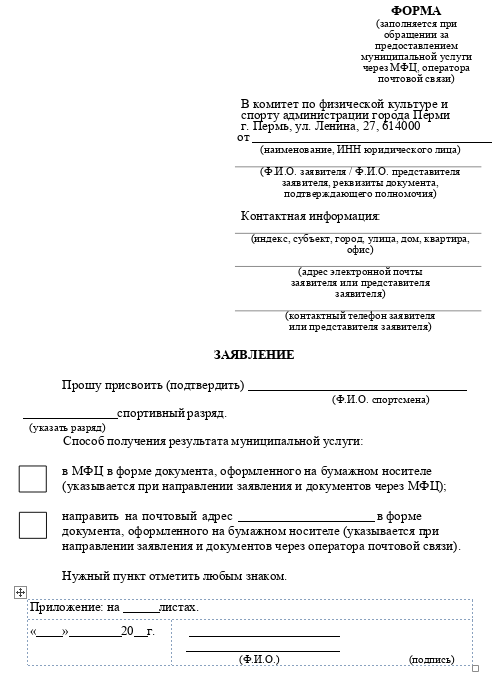 ФОРМА
(заполняется при
обращении за
предоставлением
муниципальной услуги
через МФЦ, оператора
почтовой связи)
В комитет по физической культуре и
спорту администрации города Перми
г. Пермь, ул. Ленина, 27, 614000
от ____________________
(наименование, ИНН юридического лица)
(Ф.И.О. заявителя / Ф.И.О. представителя
заявителя, реквизиты документа,
подтверждающего полномочия)
Контактная информация:
(индекс, субъект, город, улица, дом, квартира,
офис)
(адрес электронной почты
заявителя или представителя
заявителя)
(контактный телефон заявителя
или представителя заявителя)
ЗАЯВЛЕНИЕ
Прошу присвоить (подтвердить) ____________________
(Ф.И.О. спортсмена)
_______________спортивный разряд.
(указать разряд)
Способ получения результата муниципальной услуги:
в МФЦ в форме документа, оформленного на бумажном носителе
(указывается при направлении заявления и документов через МФЦ);
направить на почтовый адрес ______________________ в форме
документа, оформленного на бумажном носителе (указывается при
направлении заявления и документов через оператора почтовой связи).
Нужный пункт отметить любым знаком.
Приложение: на ______листах.
«____»_________20__г.
(Ф.И.О.) (подпись)